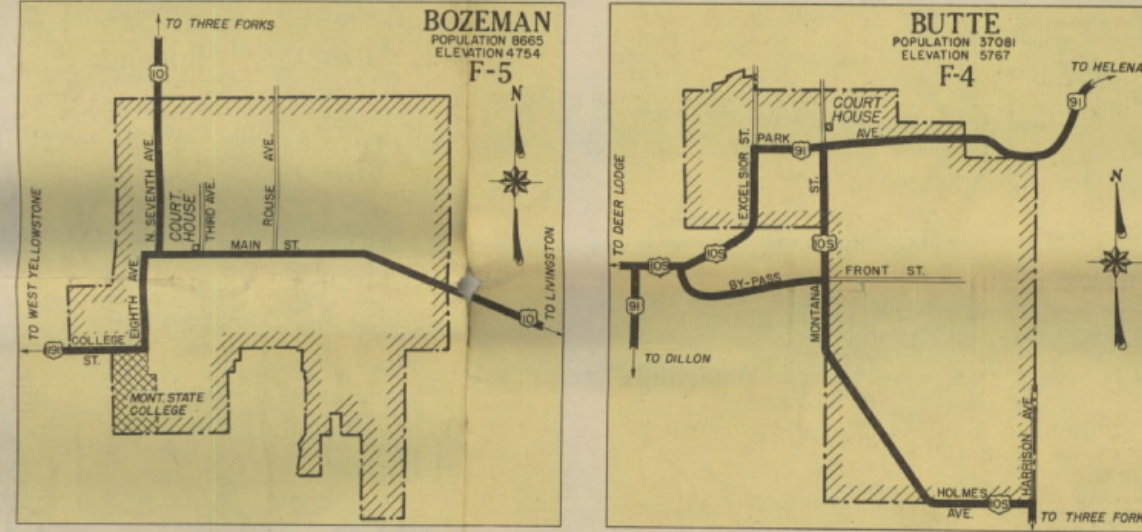 BOZEMAN
POPULATION 8665
ELEVATION 4754
F-5
TO THREE FORKS
10
N
N SEVENTH AVE.
COURT
HOUSE
THIRD AVE.
ROUSE AVE.
MAIN ST.
TO WEST YELLOWSTONE
EIGHTH AVE.
191
COLLEGE
ST.
MONT. STATE
COLLEGE
10
TO LIVINGSTON
BUTTE
POPULATION 37081
ELEVATION 5767
F-4
TO HELENA
91
COURT
HOUSE
PARK AVE.
91
EXCELSIOR ST.
N
TO DEER LODGE
10S
10S
10S
BY-PASS
FRONT ST.
91
MONTANA ST.
TO DILLON
HARRISON AVE
HOLMES
AVE.
10S
TO THREE FORK